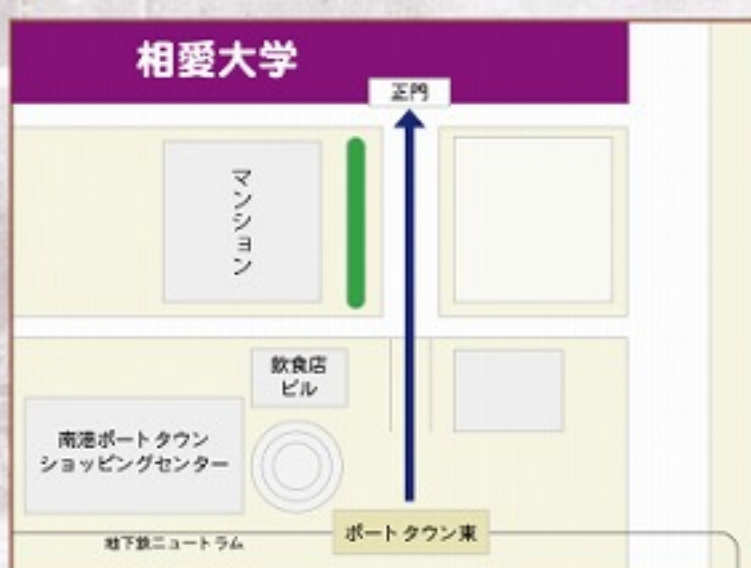 相愛大学
正門
マンション
飲食店
ビル
南港ポートタウン
ショッピングセンター
ポートタウン東
地下鉄ニュートラム